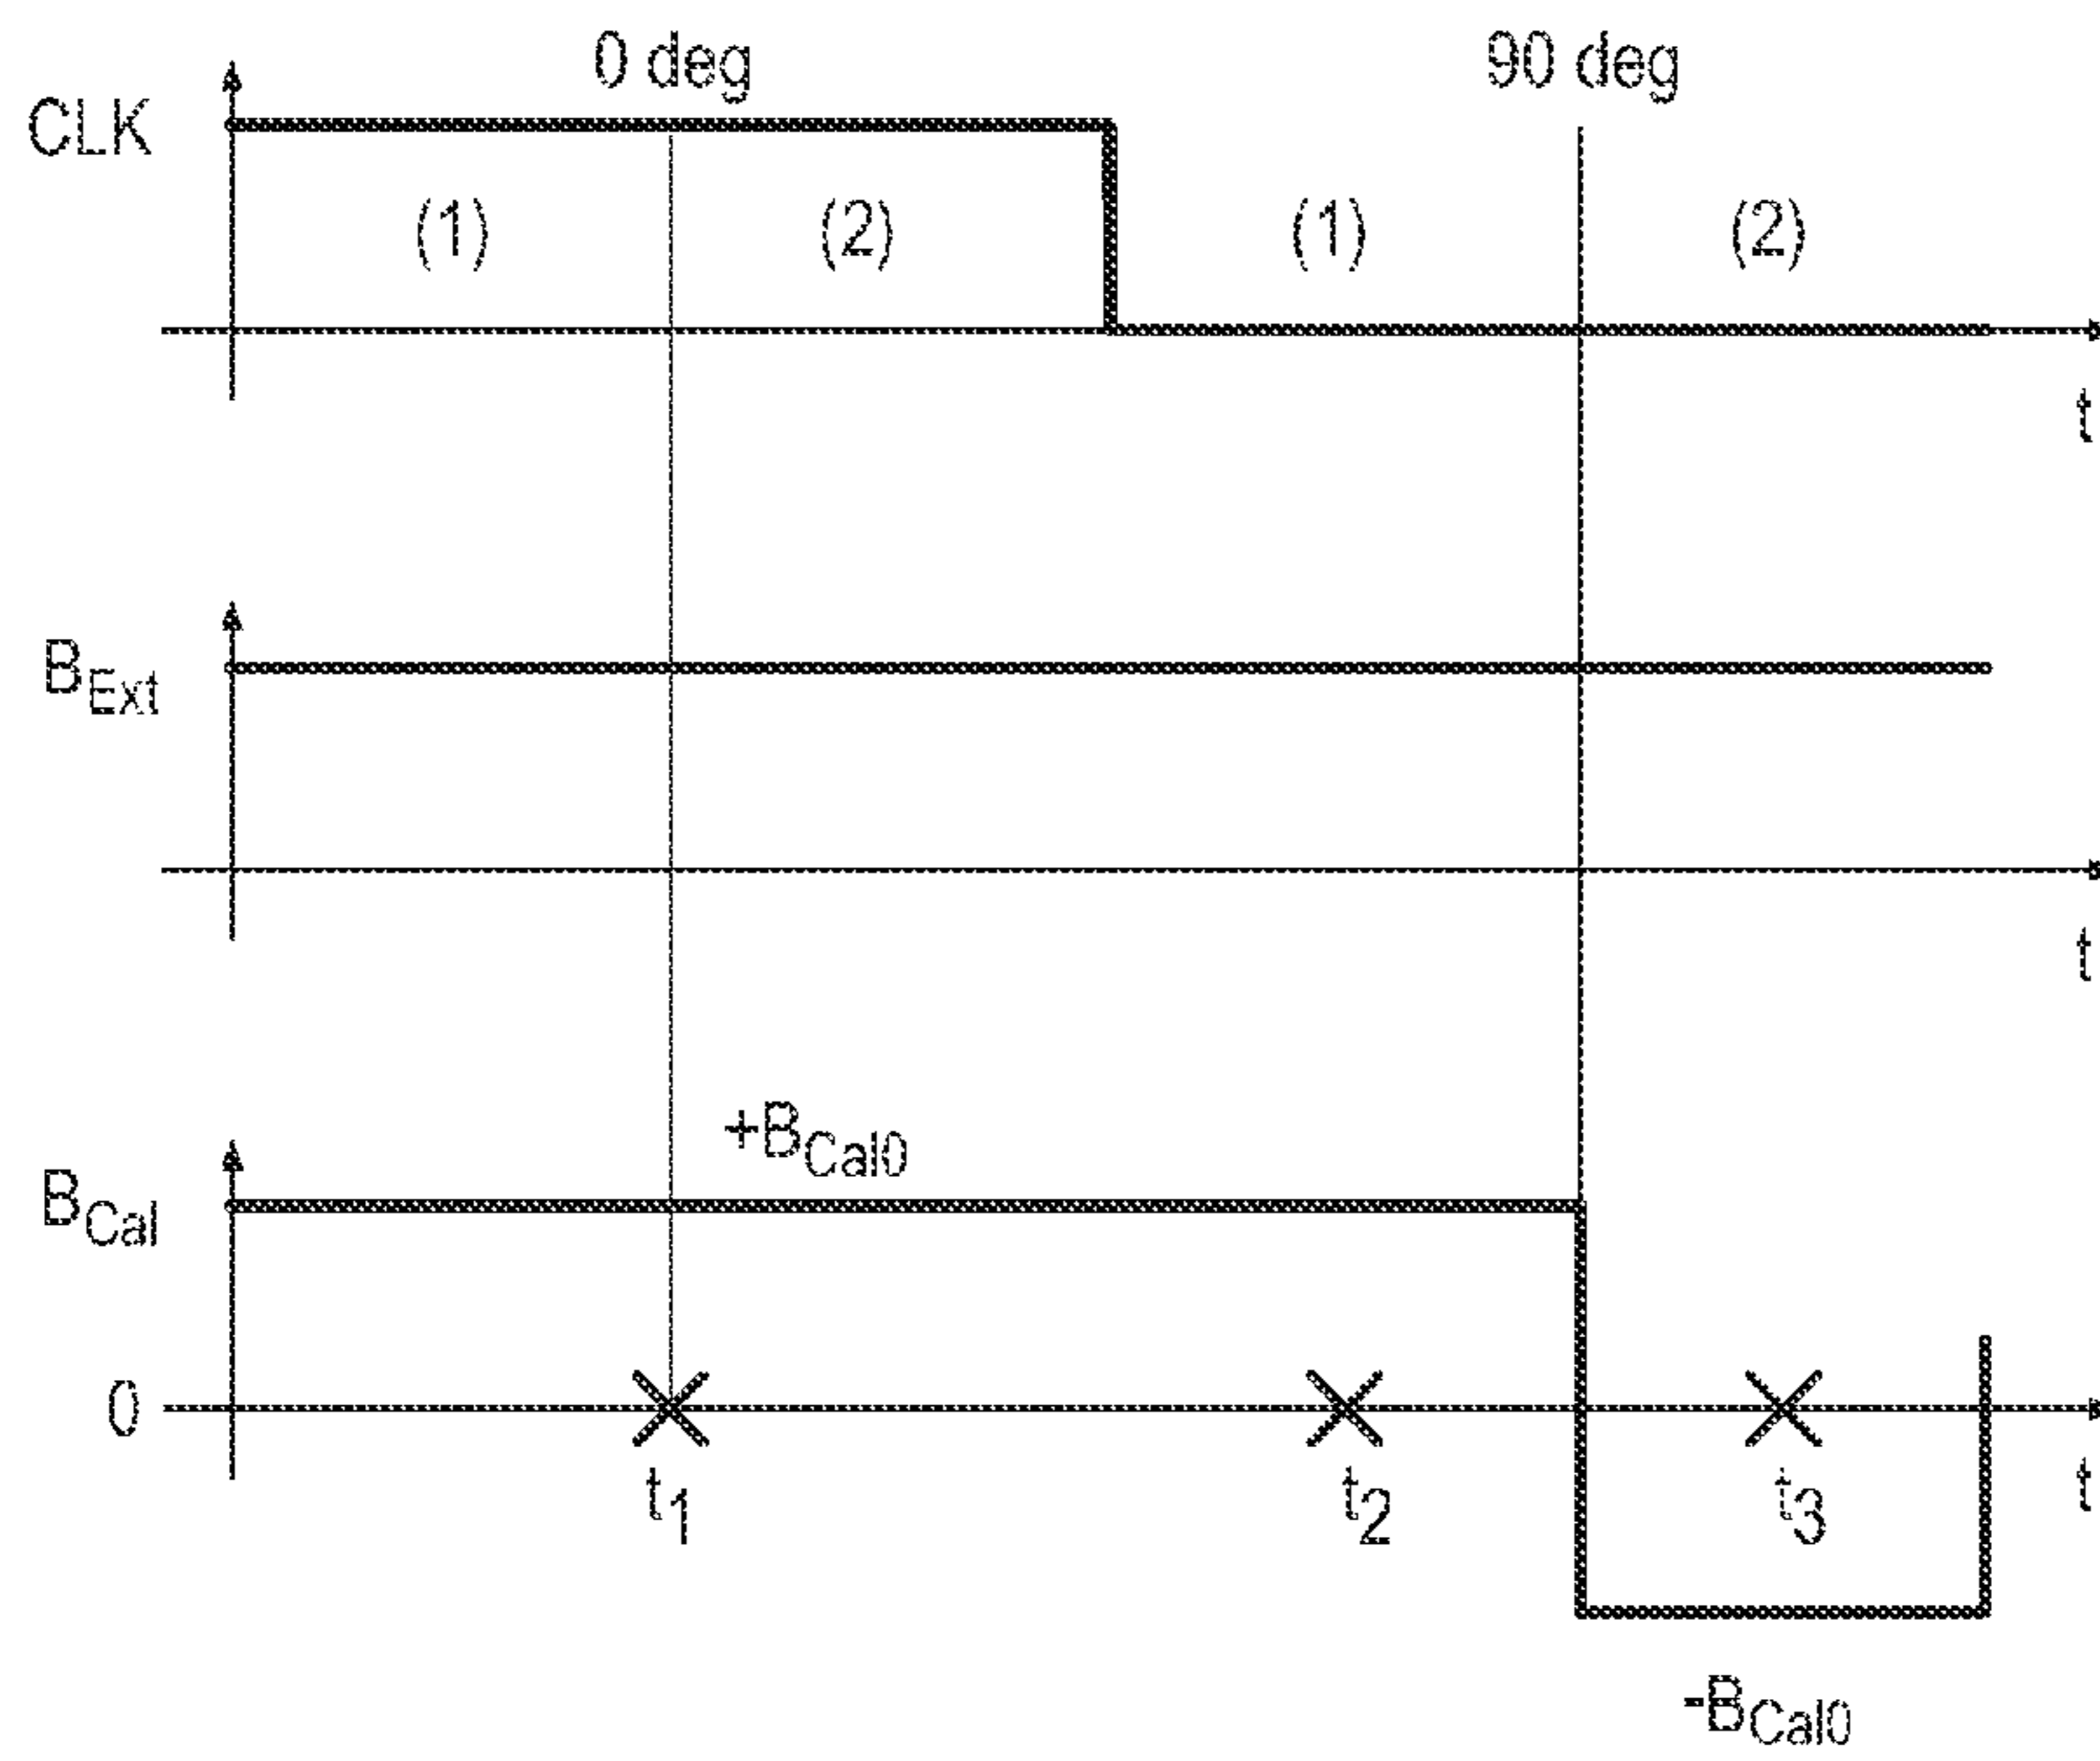 0 deg 90 deg
CLK
(1) (2) (1) (2)
t
BExt
t
+BCal0
BCal
0
t1 t2 t3 t
-BCal0